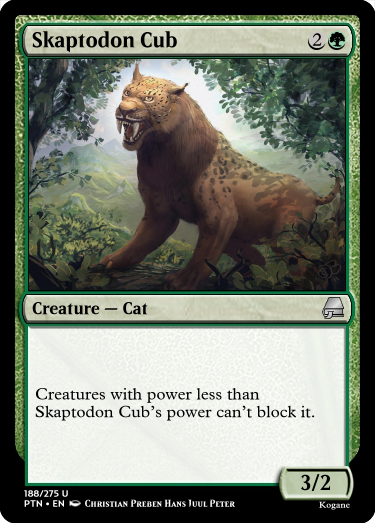 Skaptodon Cub 2
Creature — Cat
Creatures with power less than
Skaptodon Cub's power can't block it.
3/2
188/275 U
PTN • EN Christian Preben Hans Juul Peter
Kogane